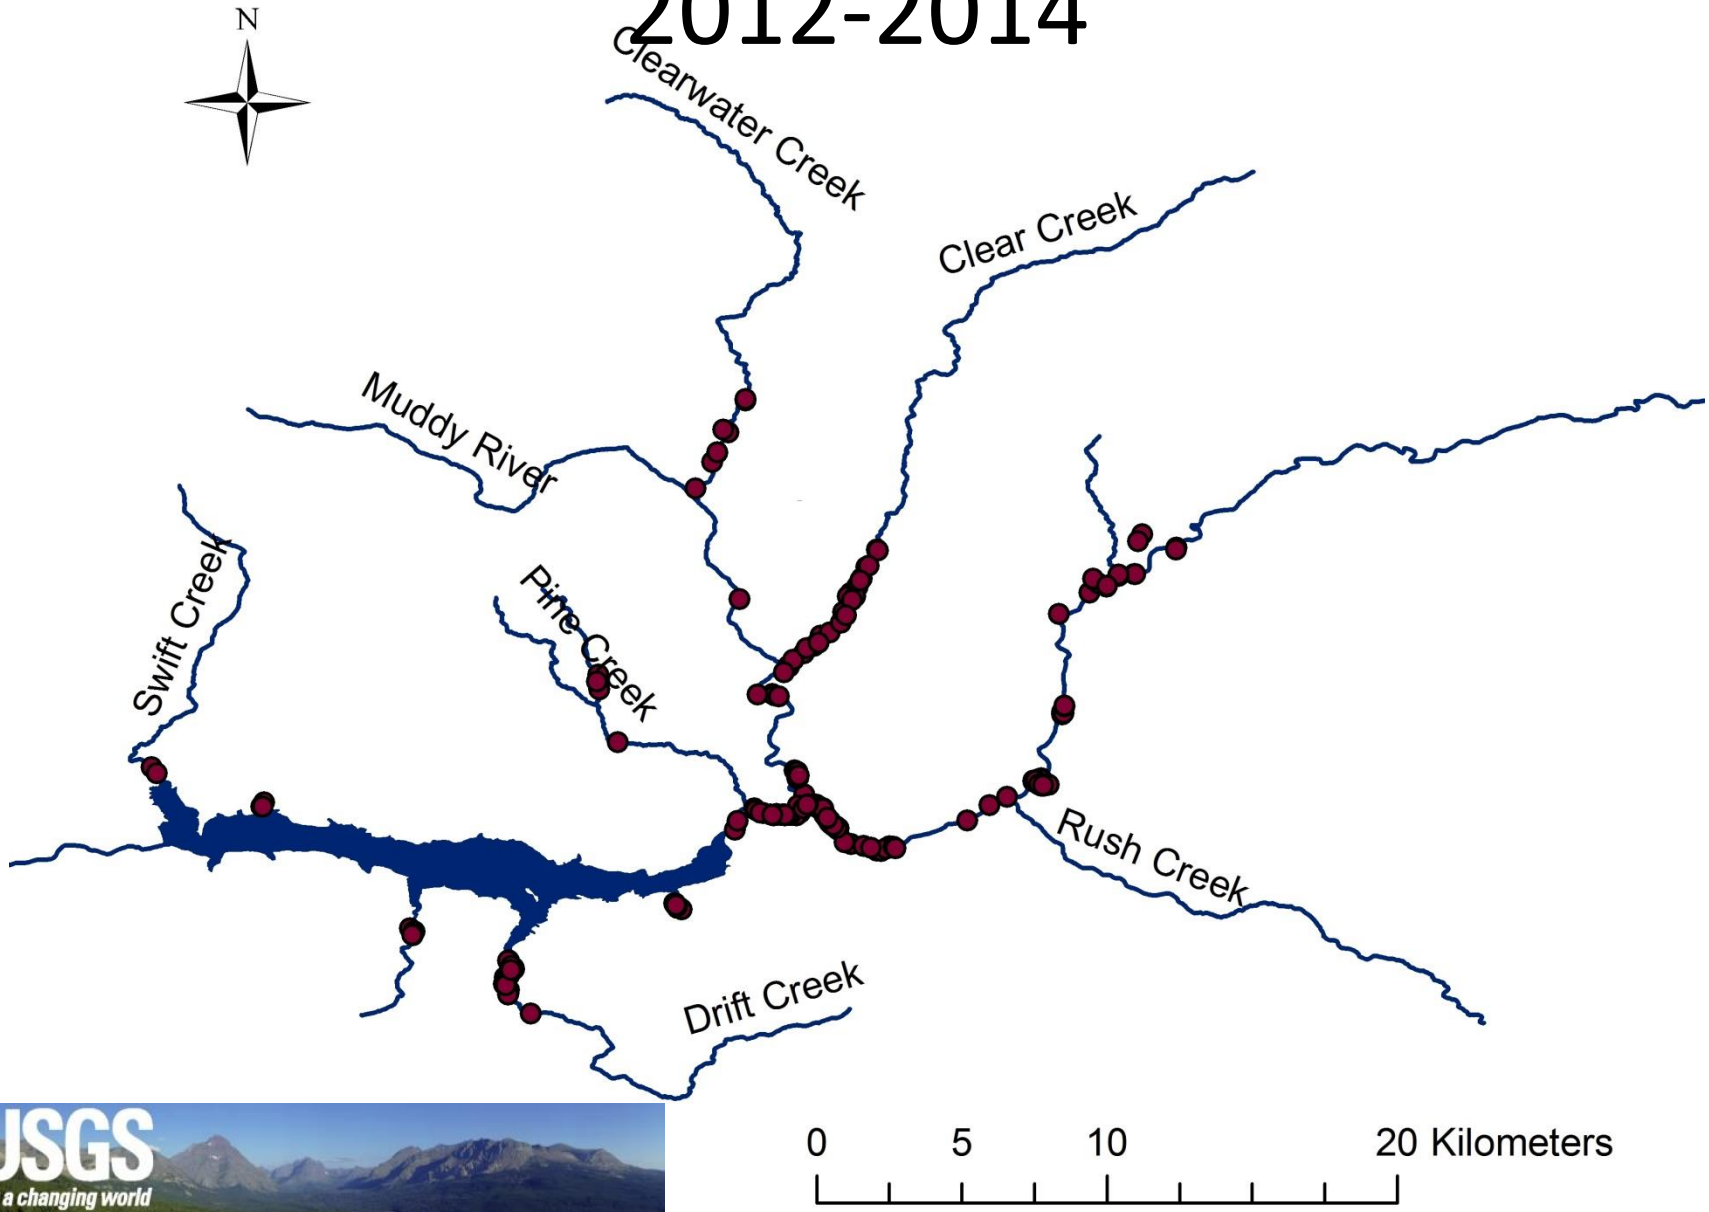 2012-2014
N
Clearwater Creek
Clear Creek
Muddy River
Swift Creek
Pine Creek
Rush Creek
Drift Creek
0 5 10 20 Kilometers
USGS
a changing world